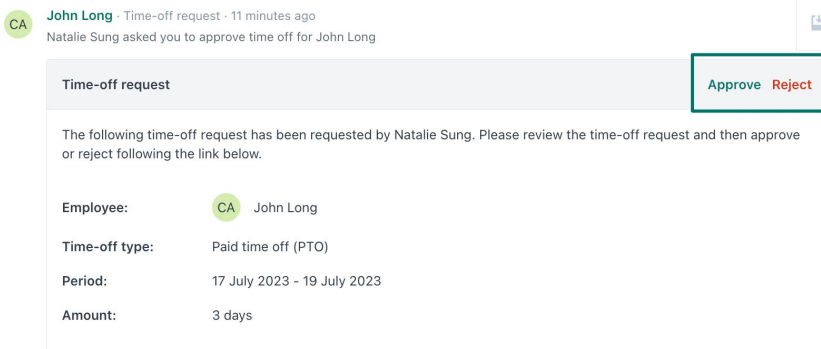 CA
John Long · Time-off request · 11 minutes ago
Natalie Sung asked you to approve time off for John Long
Time-off request
Approve Reject
The following time-off request has been requested by Natalie Sung. Please review the time-off request and then approve
or reject following the link below.
Employee: CA John Long
Time-off type: Paid time off (PTO)
Period: 17 July 2023 - 19 July 2023
Amount: 3 days